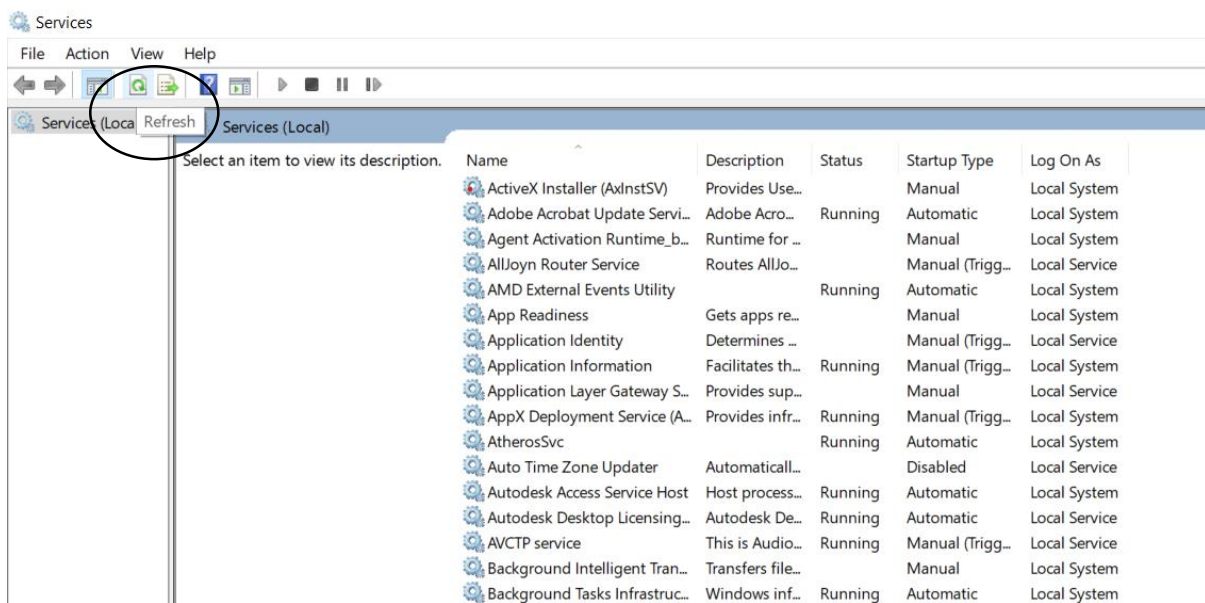 Services
File Action View Help
?
Services (Loca
Refresh
Services (Local)
Select an item to view its description.
Name Description Status Startup Type Log On As
ActiveX Installer (AxInstSV) Provides Use... Manual Local System
Adobe Acrobat Update Servi... Adobe Acro... Running Automatic Local System
Agent Activation Runtime_b... Runtime for ... Manual Local System
AllJoyn Router Service Routes AllJo... Manual (Trigg... Local Service
AMD External Events Utility Running Automatic Local System
App Readiness Gets apps re... Manual Local System
Application Identity Determines ... Manual (Trigg... Local Service
Application Information Facilitates th... Running Manual (Trigg... Local System
Application Layer Gateway S... Provides sup... Manual Local Service
AppX Deployment Service (A... Provides infr... Running Manual (Trigg... Local System
AtherosSvc Running Automatic Local System
Auto Time Zone Updater Automaticall... Disabled Local Service
Autodesk Access Service Host Host process... Running Automatic Local System
Autodesk Desktop Licensing... Autodesk De... Running Automatic Local Service
AVCTP service This is Audio... Running Manual (Trigg... Local Service
Background Intelligent Tran... Transfers file... Manual Local System
Background Tasks Infrastruc... Windows inf... Running Automatic Local System